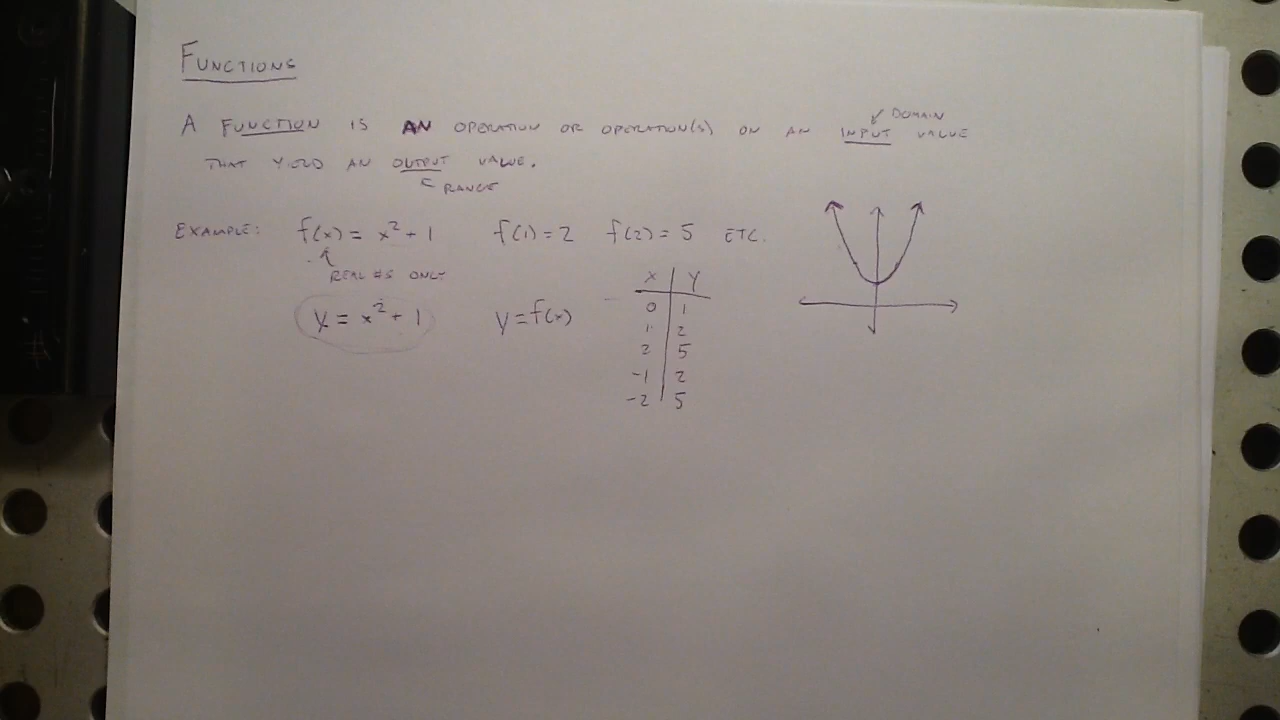 FUNCTIONS
A FUNCTION IS AN OPERATION OR OPERATION(S) ON AN INPUT VALUE
DOMAIN
THAT YIELD AN OUTPUT VALUE.
RANGE
EXAMPLE: f(x) = x² + 1 f(1) = 2 f(2) = 5 ETC.
REAL #S ONLY
y = x² + 1 y = f(x)
X Y
0 1
1 2
2 5
-1 2
-2 5